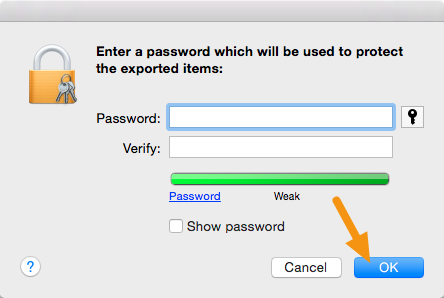 Enter a password which will be used to protect
the exported items:
Password:
Verify:
Password Weak
Show password
? Cancel OK